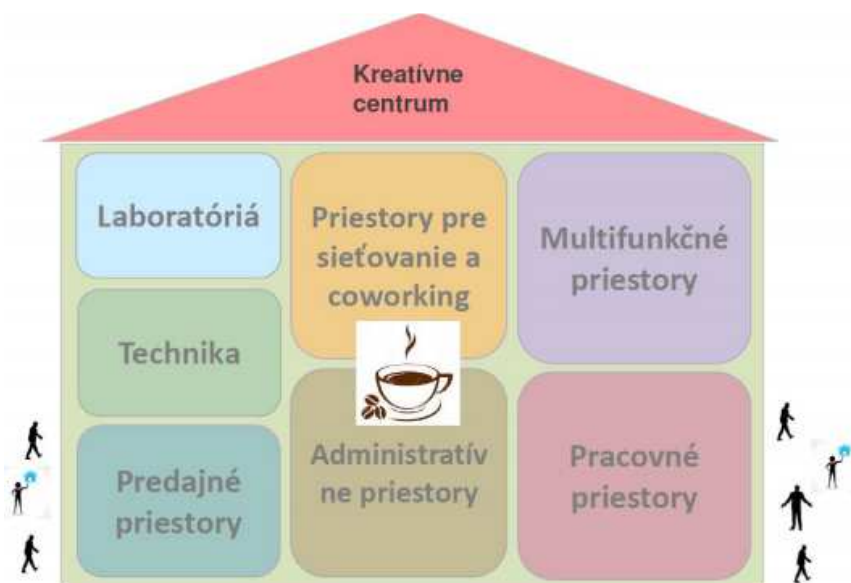 Kreatívne
centrum
Laboratóriá
Technika
Predajné
priestory
Priestory pre
sieťovanie a
coworking
Administratív
ne priestory
Multifunkčné
priestory
Pracovné
priestory